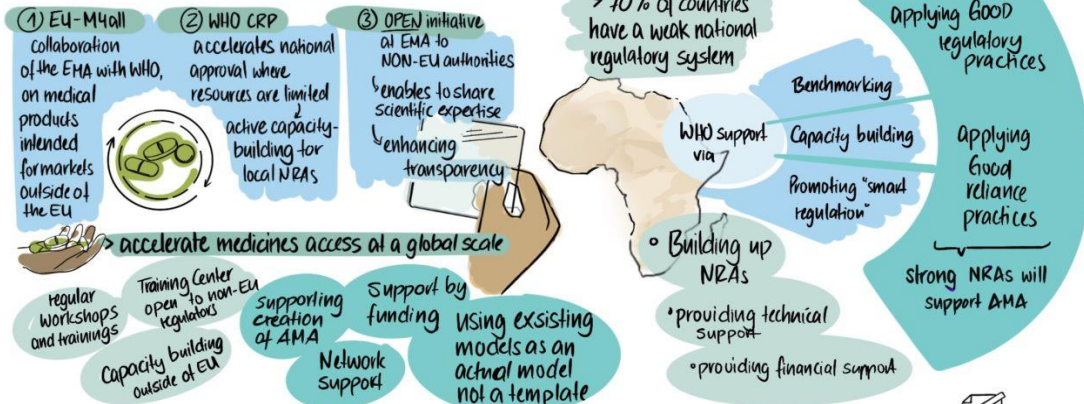 ① EU-M4all
collaboration
of the EMA with WHO,
on medical
products
intended
for markets
outside of
the EU
② WHO CRP
accelerates national
approval where
resources are limited
active capacity-
building for
local NRAs
③ OPEN initiative
at EMA to
NON-EU authorities
enables to share
scientific expertise
enhancing
transparency
> accelerate medicines access at a global scale
regular
workshops
and trainings
Training Center
open to non-EU
regulators
Capacity building
outside of EU
supporting
creation
of AMA
Support by
funding
Network
support
using exsisting
models as an
actual model
not a template
> 70% of countries
have a weak national
regulatory system
WHO support
via
Benchmarking
Capacity building
Promoting "smart
regulation"
• Building up
NRAs
• providing technical
support
• providing financial support
applying GOOD
regulatory
practices
applying
Good
reliance
practices
strong NRAs will
support AMA